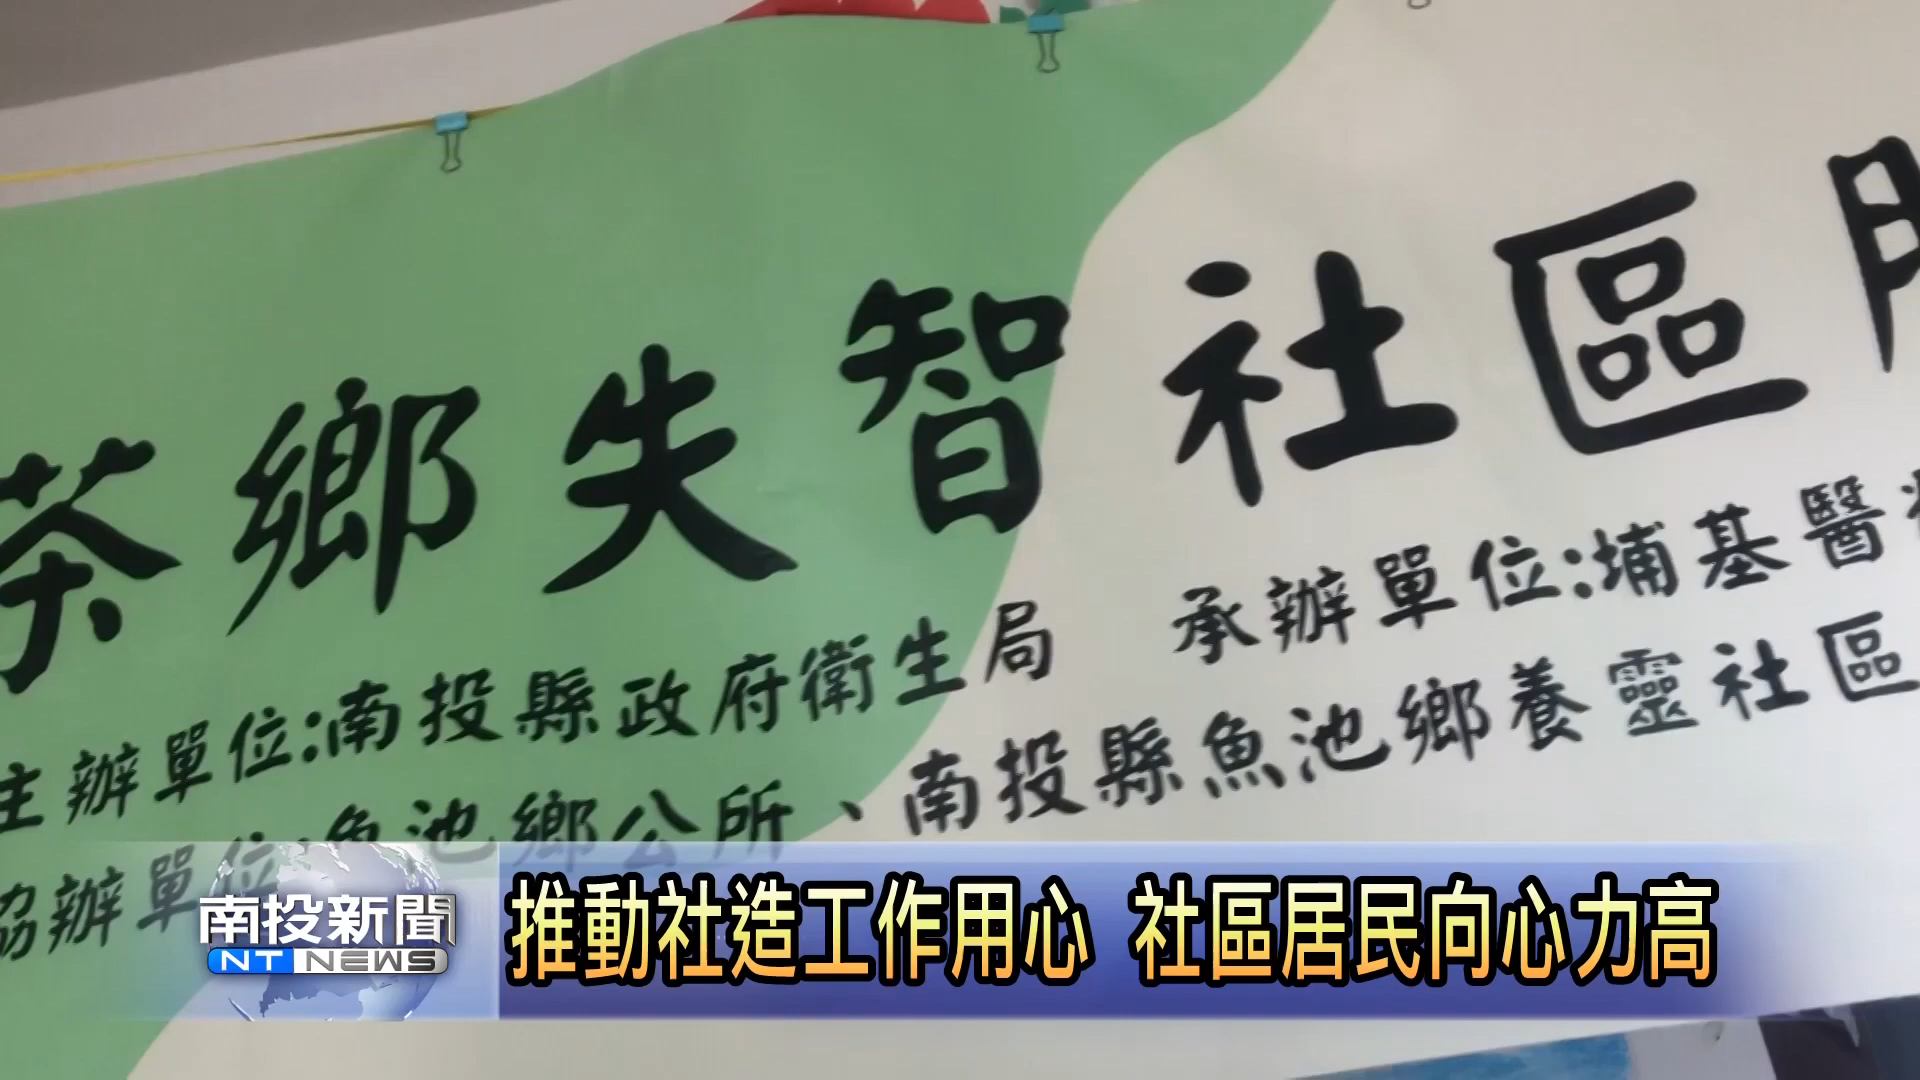 茶鄉失智社區
主辦單位:南投縣政府衛生局 承辦單位:埔基醫
協辦單位:魚池鄉公所、南投縣魚池鄉養靈社區
南投新聞
NT NEWS
推動社造工作用心 社區居民向心力高